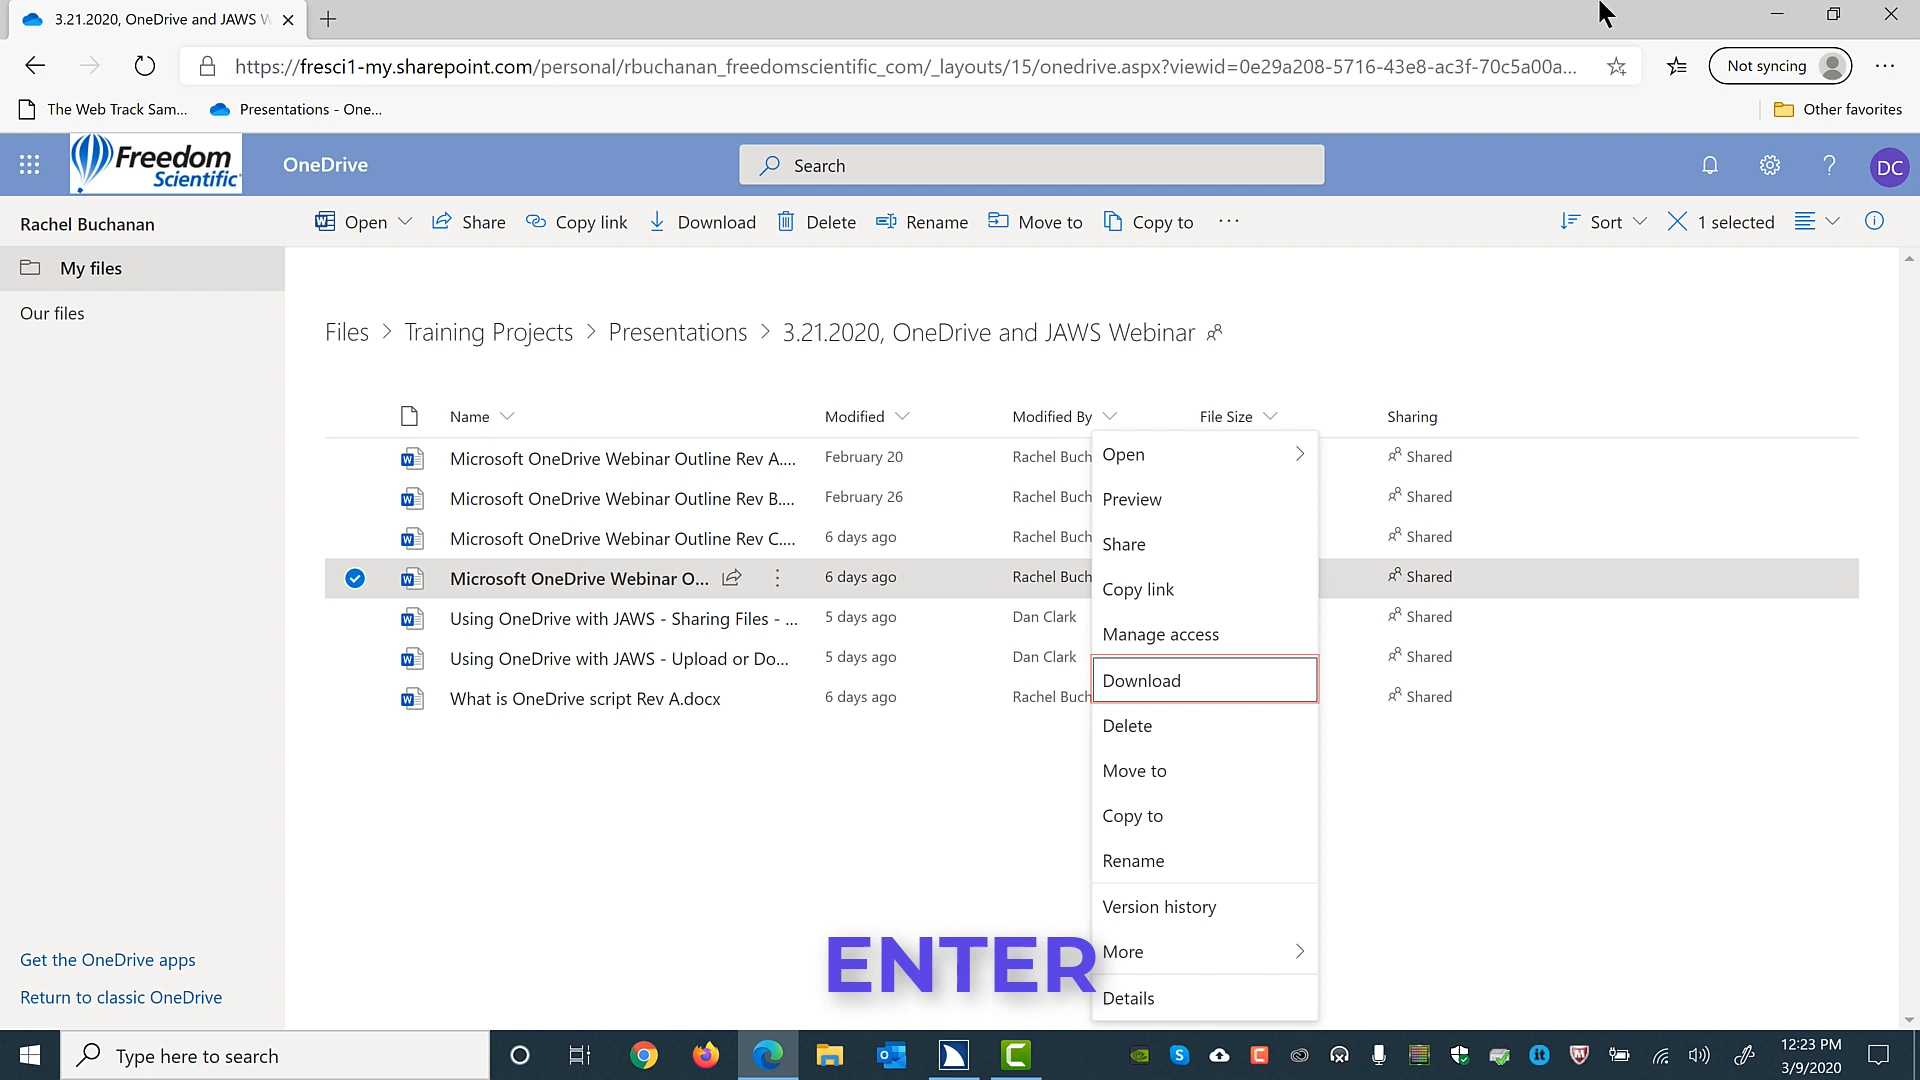 3.21.2020, OneDrive and JAWS W
https://fresci1-my.sharepoint.com/personal/rbuchanan_freedomscientific_com/_layouts/15/onedrive.aspx?viewid=0e29a208-5716-43e8-ac3f-70c5a00a...
Not syncing
The Web Track Sam...
Presentations - One...
Other favorites
Freedom
Scientific
OneDrive
Search
?
DC
Rachel Buchanan
Open
Share
Copy link
Download
Delete
Rename
Move to
Copy to
Sort
1 selected
My files
Our files
Files > Training Projects > Presentations > 3.21.2020, OneDrive and JAWS Webinar
Name Modified Modified By File Size Sharing
Microsoft OneDrive Webinar Outline Rev A.... February 20 Rachel Buch Shared
Microsoft OneDrive Webinar Outline Rev B.... February 26 Rachel Buch Shared
Microsoft OneDrive Webinar Outline Rev C.... 6 days ago Rachel Buch Shared
Microsoft OneDrive Webinar O... 6 days ago Rachel Buch Shared
Using OneDrive with JAWS - Sharing Files - ... 5 days ago Dan Clark Shared
Using OneDrive with JAWS - Upload or Do... 5 days ago Dan Clark Shared
What is OneDrive script Rev A.docx 6 days ago Rachel Buch Shared
Open
Preview
Share
Copy link
Manage access
Download
Delete
Move to
Copy to
Rename
Version history
More
Details
ENTER
Get the OneDrive apps
Return to classic OneDrive
Type here to search
12:23 PM
3/9/2020